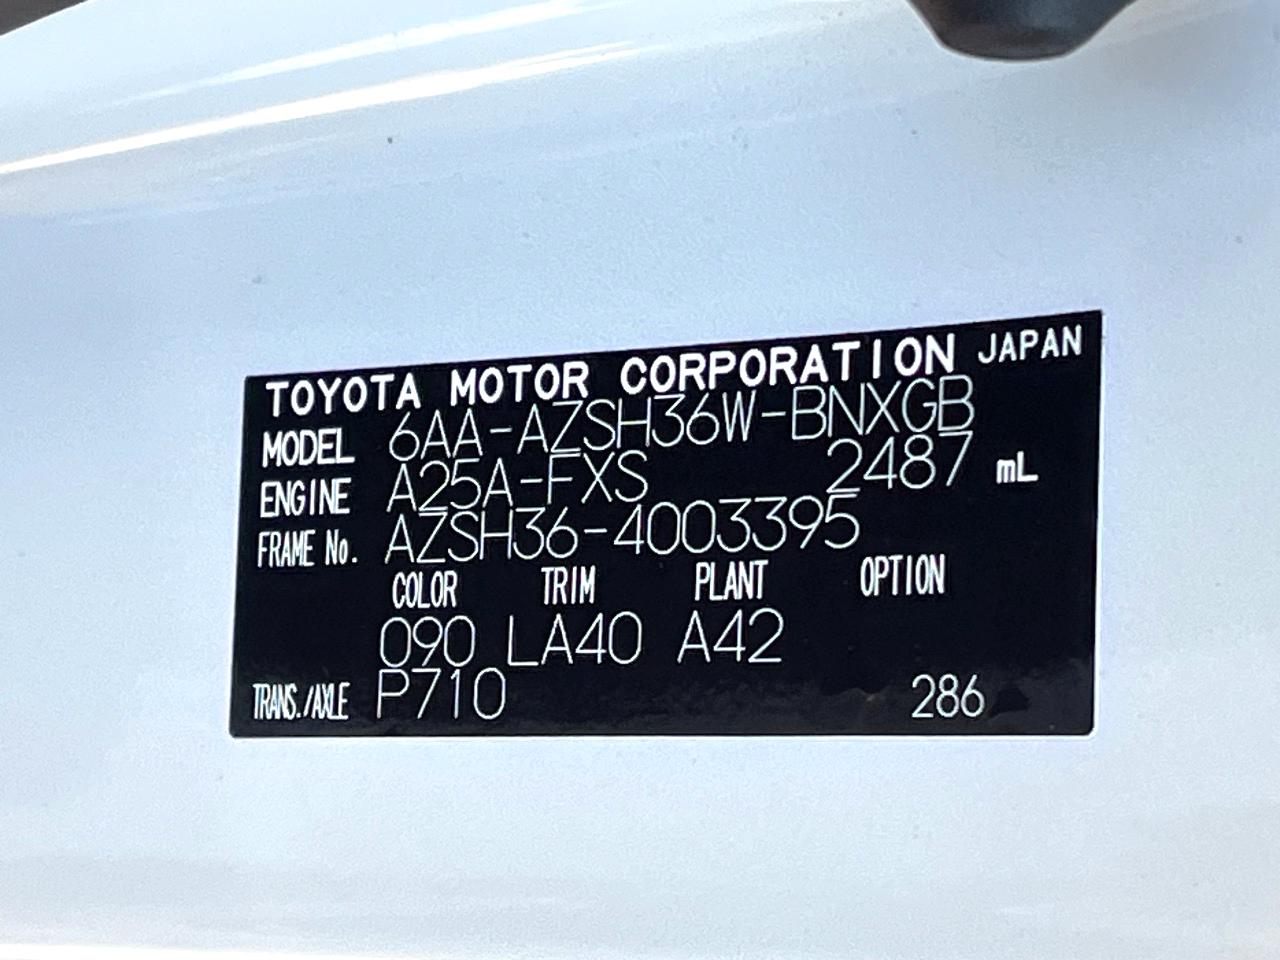 TOYOTA MOTOR CORPORATION JAPAN
MODEL 6AA-AZSH36W-BNXGB
ENGINE A25A-FXS 2487 mL
FRAME No. AZSH36-4003395
COLOR TRIM PLANT OPTION
090 LA40 A42
TRANS./AXLE P710 286